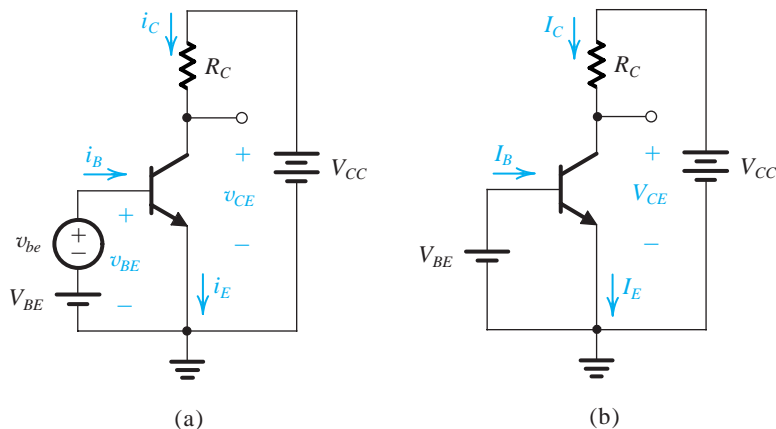 i_C
R_C
i_B
+
v_CE
−
V_CC
v_be
+
−
+
v_BE
−
V_BE
i_E
(a)
I_C
R_C
I_B
+
V_CE
−
V_CC
V_BE
I_E
(b)